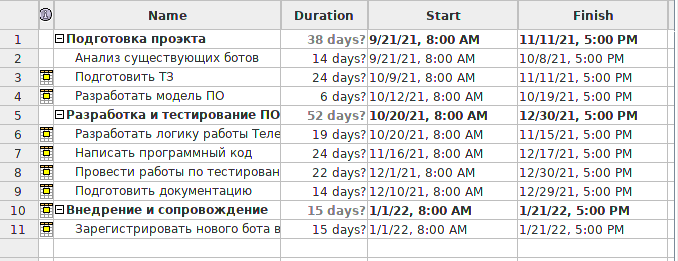 Name Duration Start Finish
1 Подготовка проэкта 38 days? 9/21/21, 8:00 AM 11/11/21, 5:00 PM
2 Анализ существующих ботов 14 days? 9/21/21, 8:00 AM 10/8/21, 5:00 PM
3 Подготовить ТЗ 24 days? 10/9/21, 8:00 AM 11/11/21, 5:00 PM
4 Разработать модель ПО 6 days? 10/12/21, 8:00 AM 10/19/21, 5:00 PM
5 Разработка и тестирование ПО 52 days? 10/20/21, 8:00 AM 12/30/21, 5:00 PM
6 Разработать логику работы Теле 19 days? 10/20/21, 8:00 AM 11/15/21, 5:00 PM
7 Написать программный код 24 days? 11/16/21, 8:00 AM 12/17/21, 5:00 PM
8 Провести работы по тестирован 22 days? 12/1/21, 8:00 AM 12/30/21, 5:00 PM
9 Подготовить документацию 14 days? 12/10/21, 8:00 AM 12/29/21, 5:00 PM
10 Внедрение и сопровождение 15 days? 1/1/22, 8:00 AM 1/21/22, 5:00 PM
11 Зарегистрировать нового бота в 15 days? 1/1/22, 8:00 AM 1/21/22, 5:00 PM